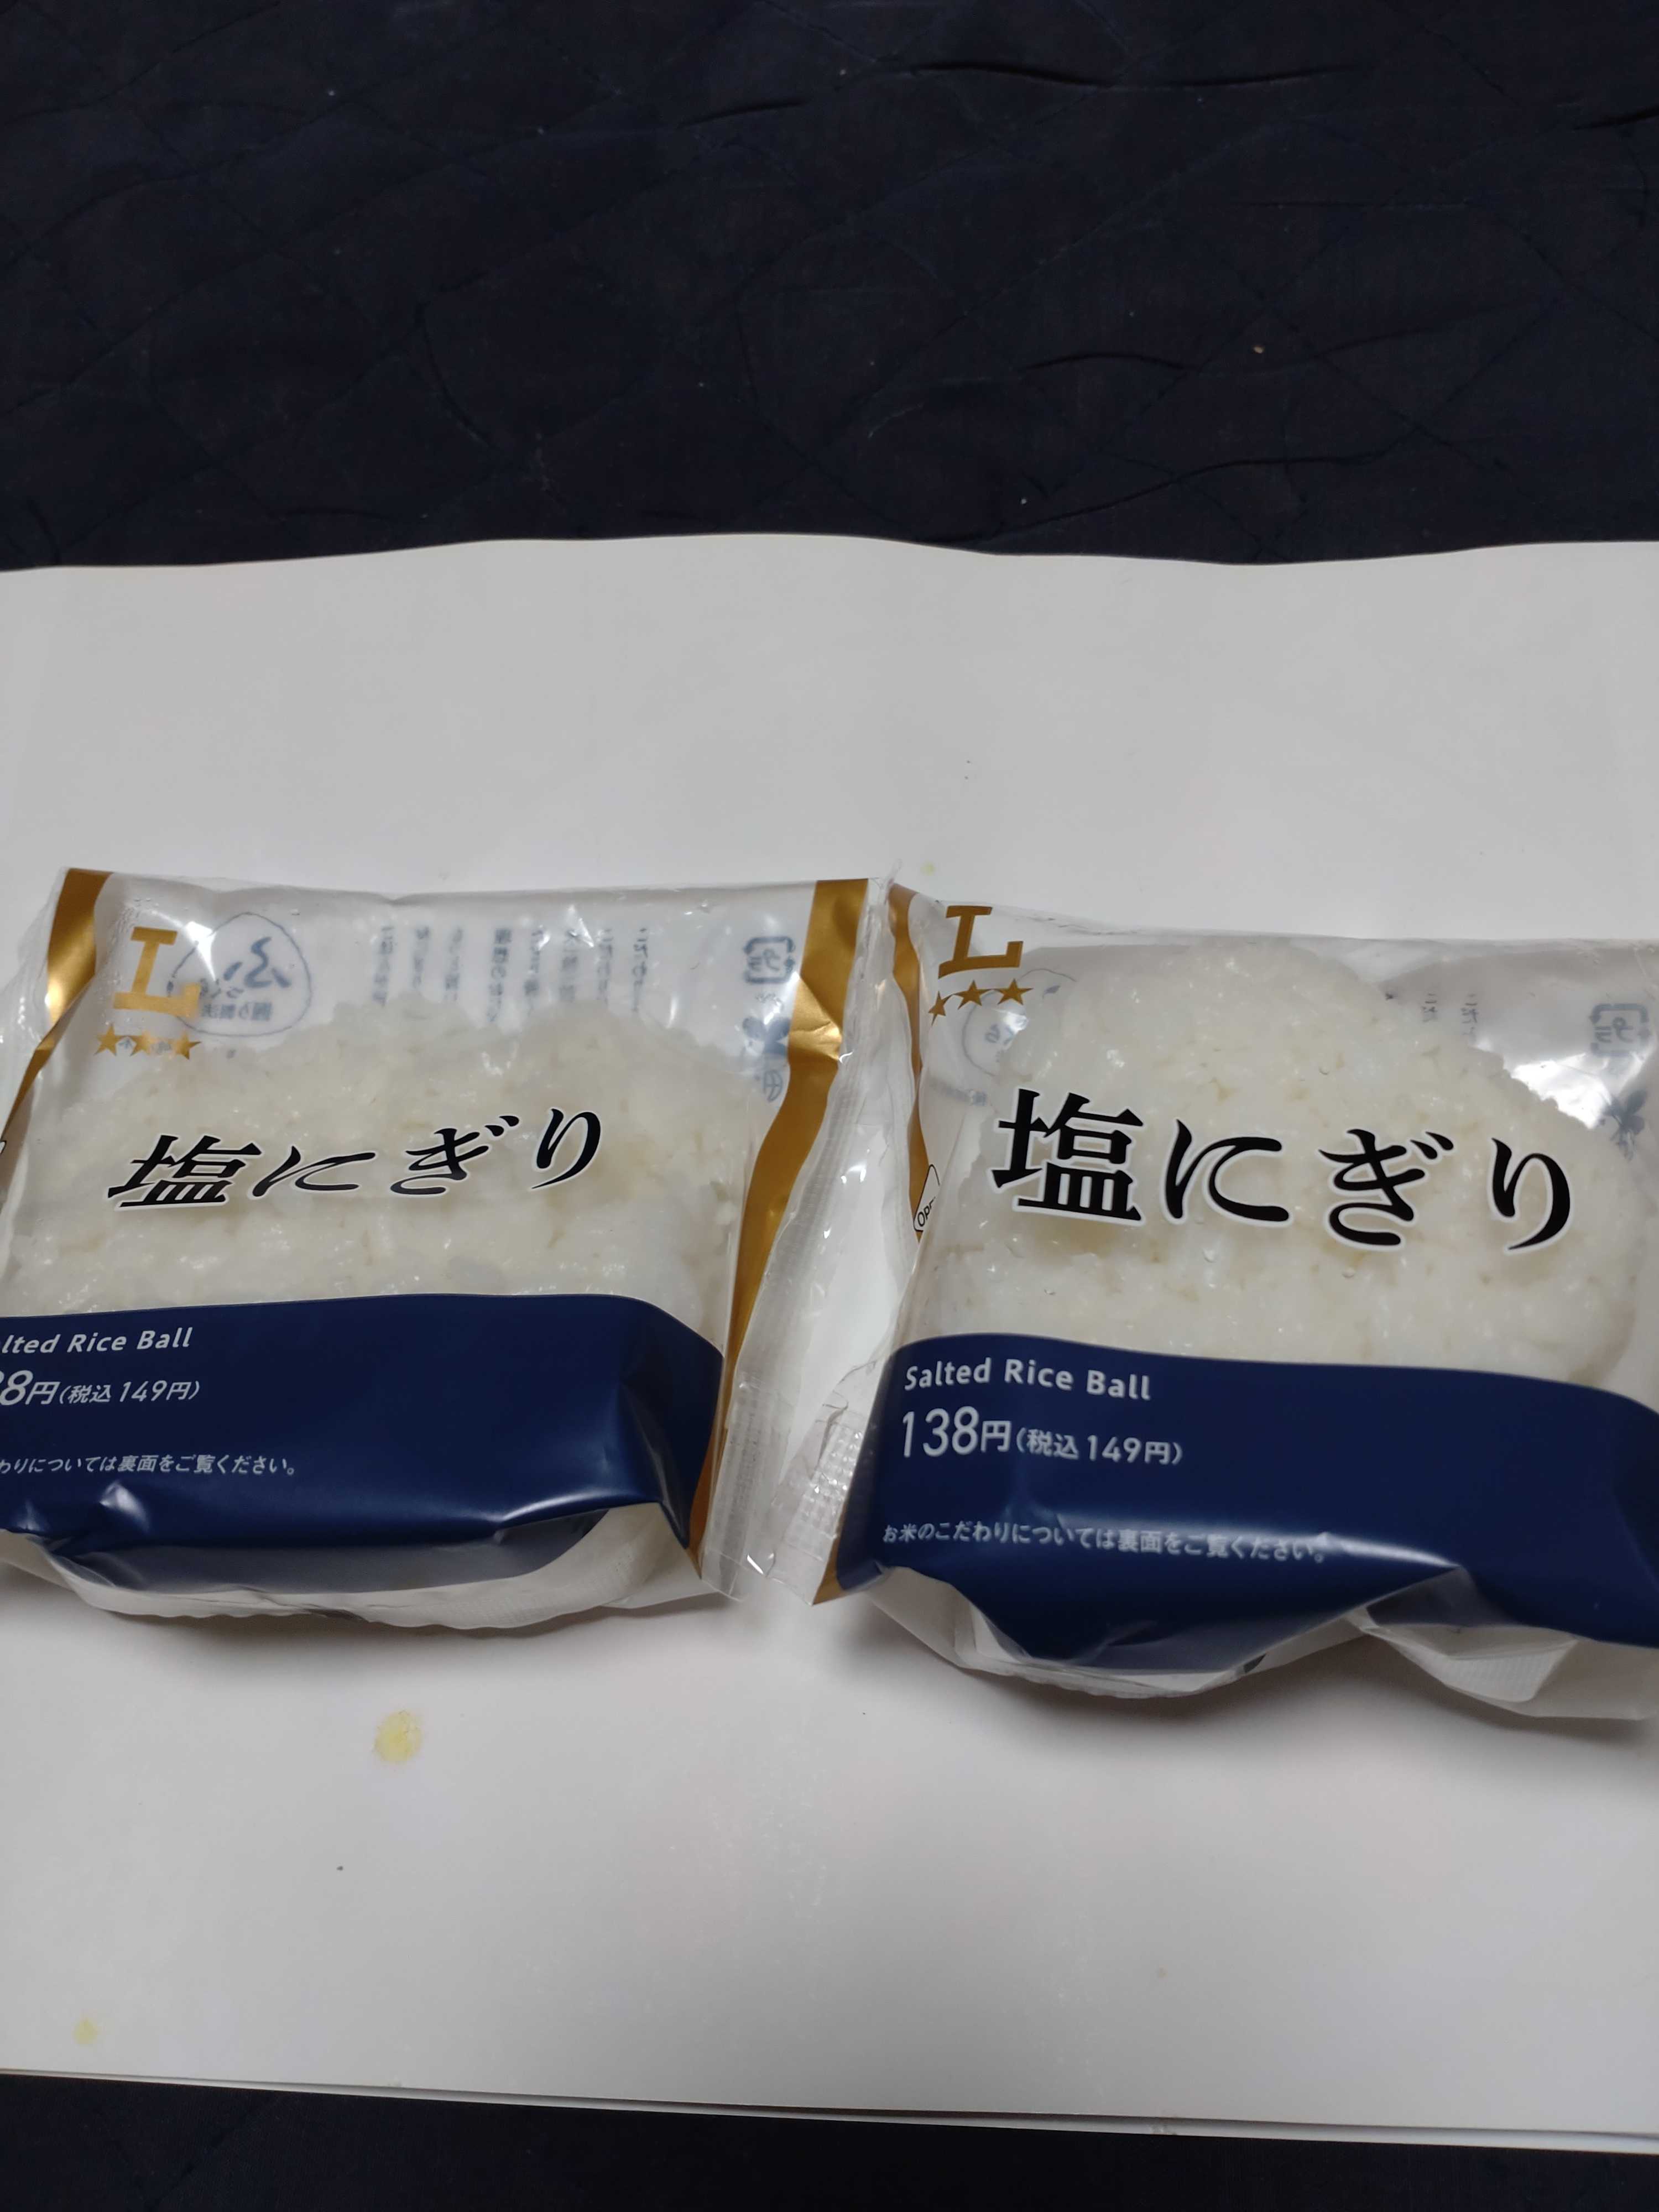 L
塩にぎり
lted Rice Ball
8円(税込 149円)
わりについては裏面をご覧ください。
L
OP
塩にぎり
Salted Rice Ball
138円(税込 149円)
お米のこだわりについては裏面をご覧ください。